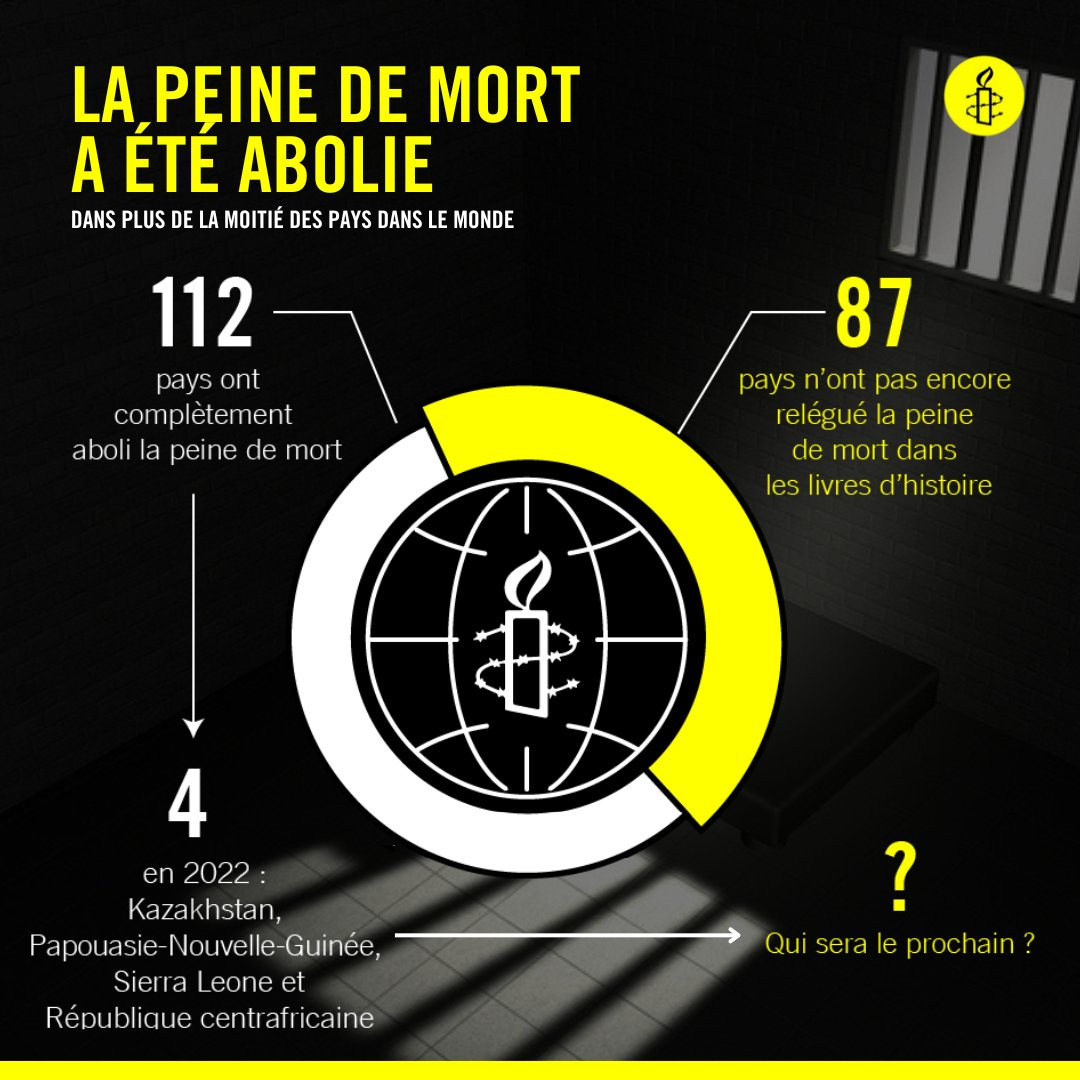 LA PEINE DE MORT
A ÉTÉ ABOLIE
DANS PLUS DE LA MOITIÉ DES PAYS DANS LE MONDE
112
pays ont
complètement
aboli la peine de mort
87
pays n'ont pas encore
relégué la peine
de mort dans
les livres d'histoire
4
en 2022 :
Kazakhstan,
Papouasie-Nouvelle-Guinée,
Sierra Leone et
République centrafricaine
?
Qui sera le prochain ?